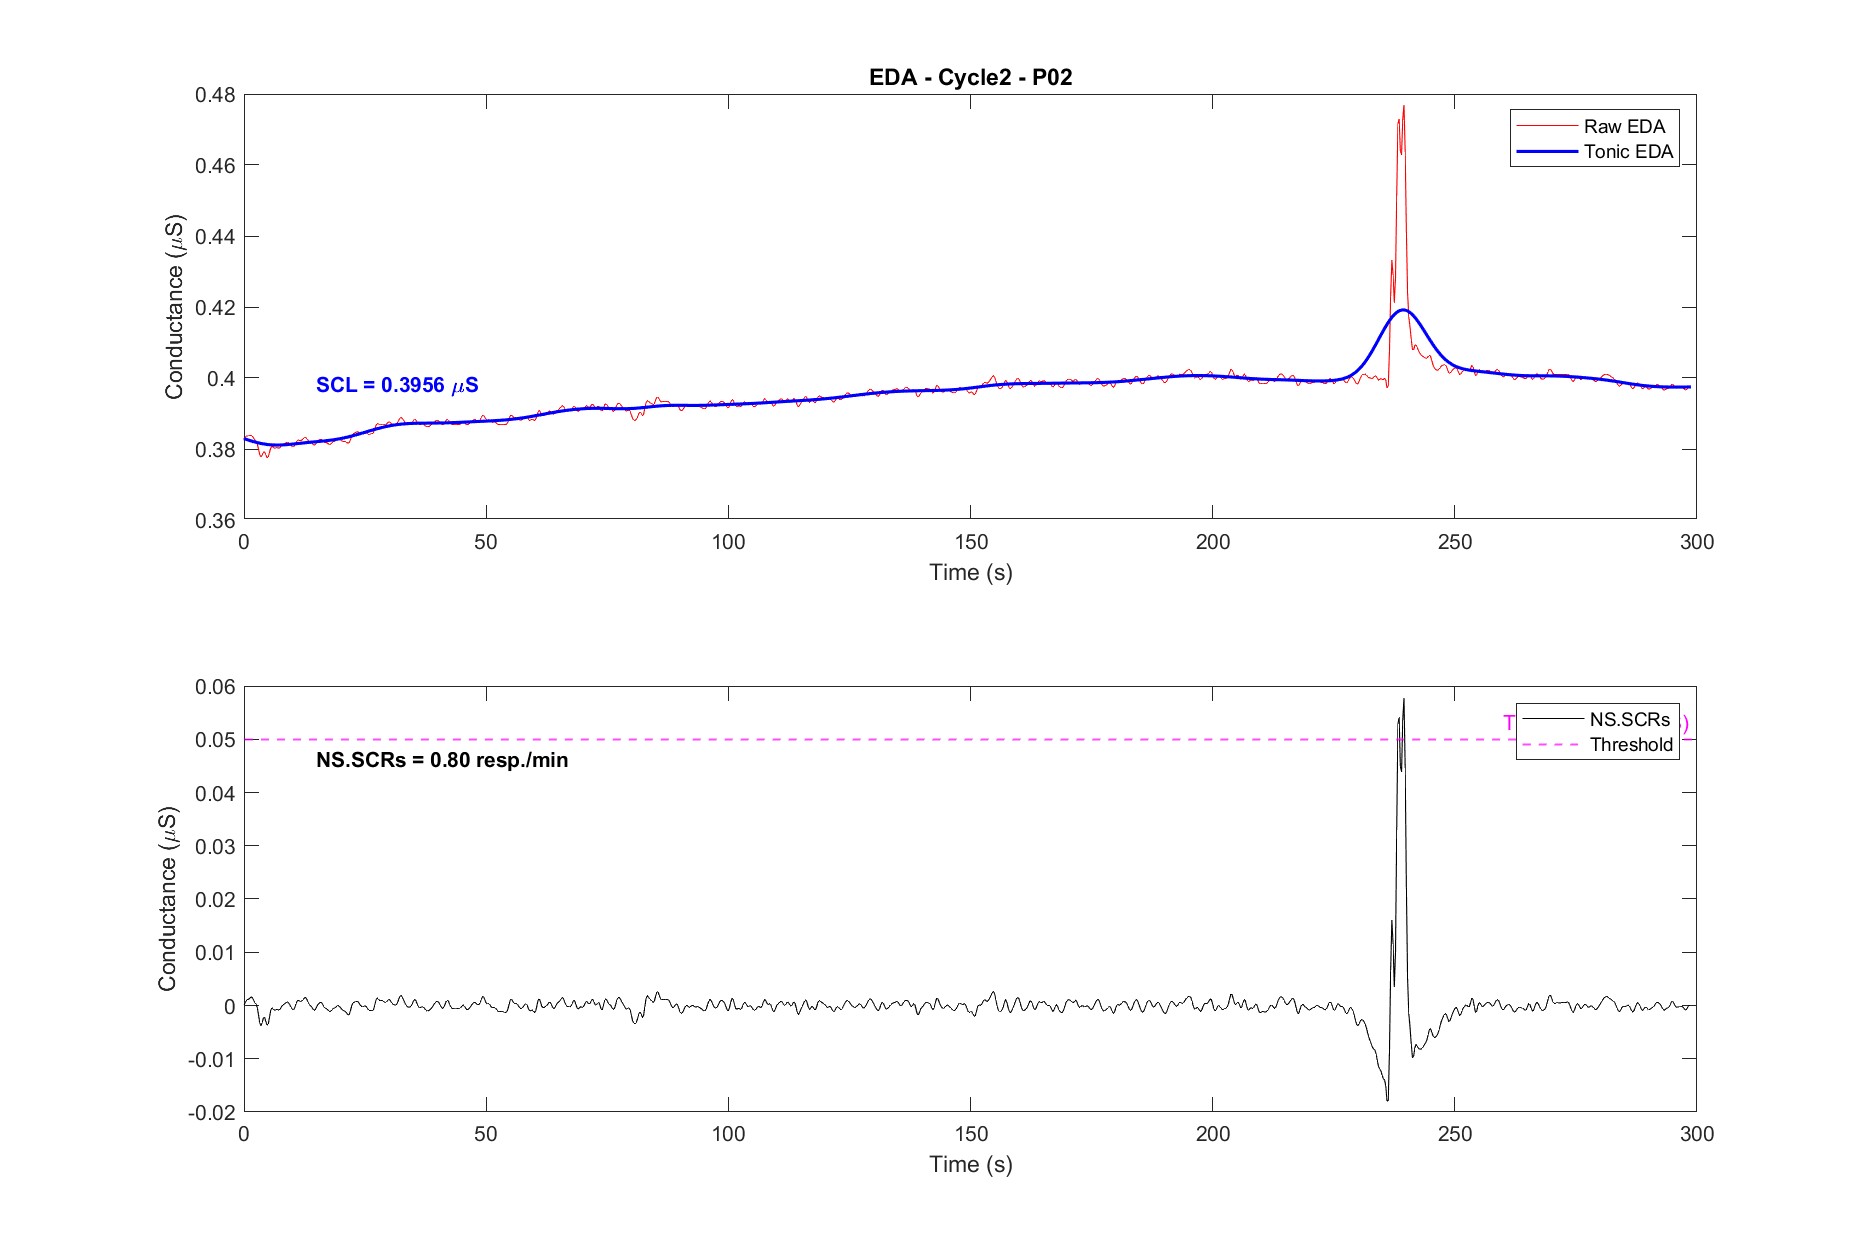 EDA - Cycle2 - P02
0.48
0.46
0.44
0.42
0.4
0.38
0.36
Conductance (μS)
Raw EDA
Tonic EDA
SCL = 0.3956 μS
0 50 100 150 200 250 300
Time (s)
0.06
0.05
0.04
0.03
0.02
0.01
0
-0.01
-0.02
Conductance (μS)
T
)
NS.SCRs
Threshold
NS.SCRs = 0.80 resp./min
0 50 100 150 200 250 300
Time (s)